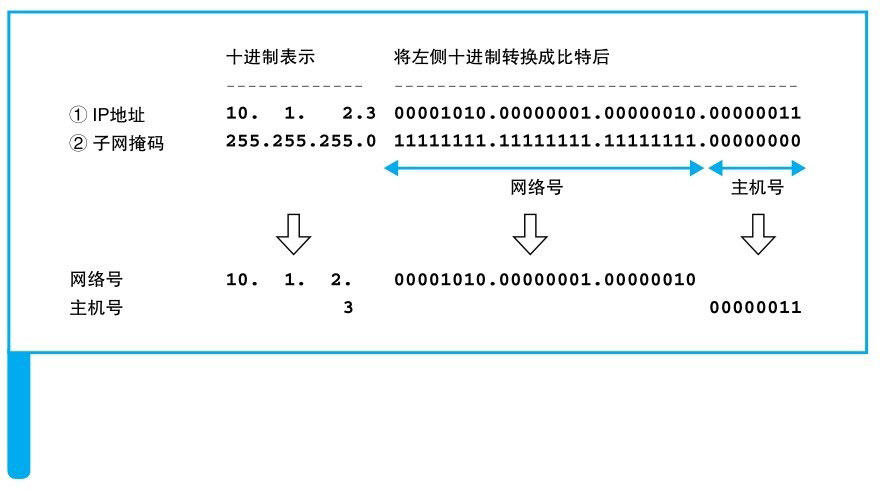 十进制表示 将左侧十进制转换成比特后
------------- -------------------------------------
① IP地址 10. 1. 2.3 00001010.00000001.00000010.00000011
② 子网掩码 255.255.255.0 11111111.11111111.11111111.00000000
网络号 主机号
网络号 10. 1. 2. 00001010.00000001.00000010
主机号 3 00000011